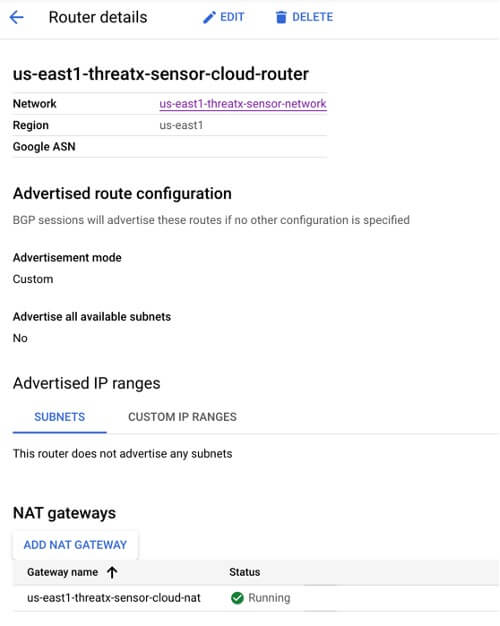 Router details
EDIT
DELETE
us-east1-threatx-sensor-cloud-router
Network us-east1-threatx-sensor-network
Region us-east1
Google ASN
Advertised route configuration
BGP sessions will advertise these routes if no other configuration is specified
Advertisement mode
Custom
Advertise all available subnets
No
Advertised IP ranges
SUBNETS CUSTOM IP RANGES
This router does not advertise any subnets
NAT gateways
ADD NAT GATEWAY
Gateway name Status
us-east1-threatx-sensor-cloud-nat Running